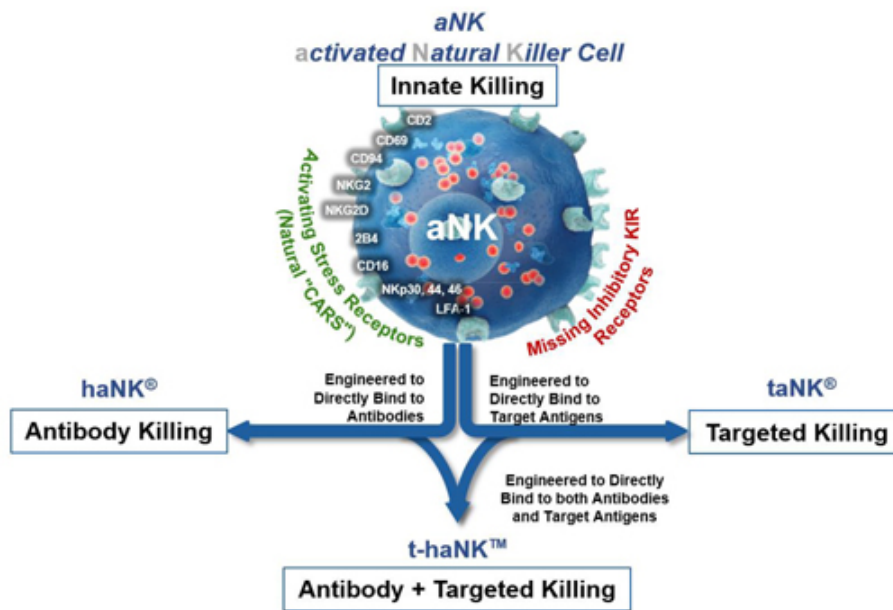 aNK
activated Natural Killer Cell
Innate Killing
CD2
CD69
CD94
NKG2
NKG2D
2B4
CD16
NKp30, 44, 46
LFA-1
aNK
Activating Stress Receptors
(Natural "CARS")
Missing Inhibitory KIR
Receptors
haNK®
Antibody Killing
Engineered to
Directly Bind to
Antibodies
Engineered to
Directly Bind to
Target Antigens
taNK®
Targeted Killing
Engineered to Directly
Bind to both Antibodies
and Target Antigens
t-haNK™
Antibody + Targeted Killing